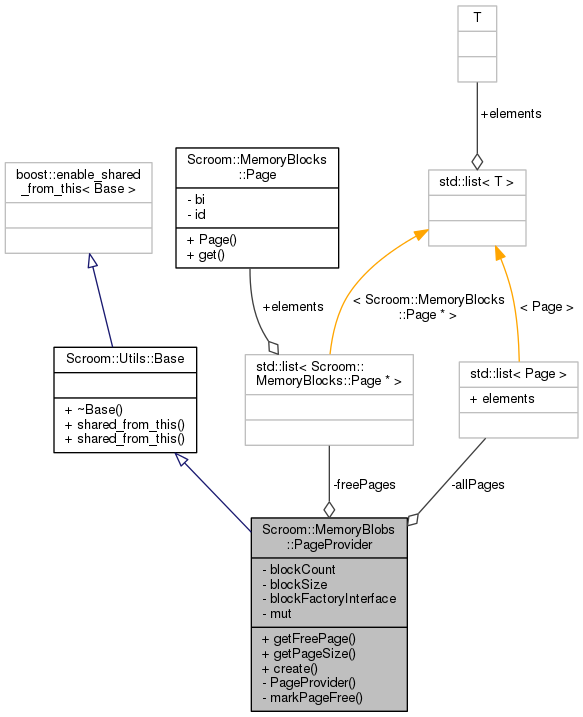 T
+elements
Scroom::MemoryBlocks
::Page
- bi
- id
+ Page()
+ get()
boost::enable_shared
_from_this< Base >
std::list< T >
+elements
< Scroom::MemoryBlocks
::Page * >
< Page >
Scroom::Utils::Base
+ ~Base()
+ shared_from_this()
+ shared_from_this()
std::list< Scroom::
MemoryBlocks::Page * >
std::list< Page >
+ elements
-freePages
-allPages
Scroom::MemoryBlobs
::PageProvider
- blockCount
- blockSize
- blockFactoryInterface
- mut
+ getFreePage()
+ getPageSize()
+ create()
- PageProvider()
- markPageFree()